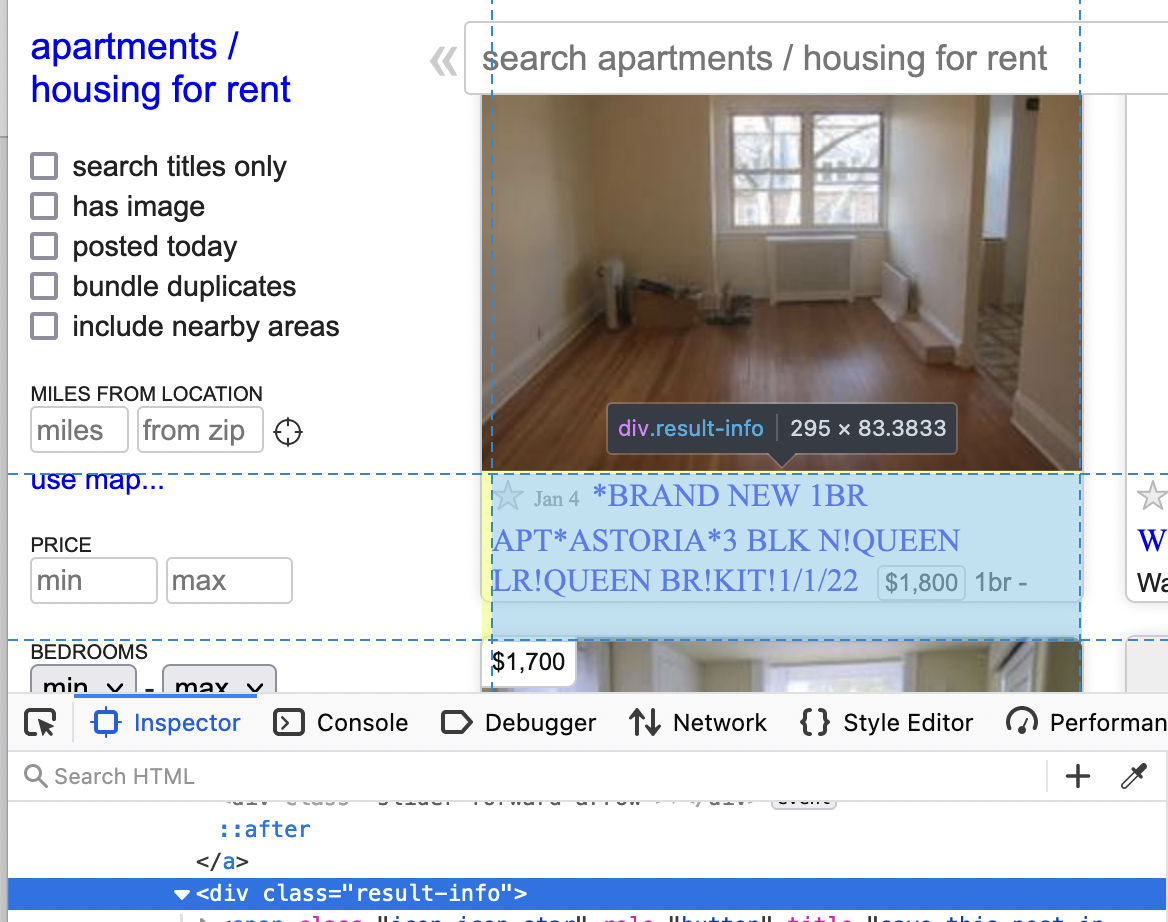 apartments /
housing for rent
search apartments / housing for rent
search titles only
has image
posted today
bundle duplicates
include nearby areas
MILES FROM LOCATION
miles from zip
use map...
PRICE
min max
BEDROOMS
min - max
div.result-info 295 × 83.3833
Jan 4 *BRAND NEW 1BR
APT*ASTORIA*3 BLK N!QUEEN
LR!QUEEN BR!KIT!1/1/22 $1,800 1br -
$1,700
W
Wa
Inspector Console Debugger Network {} Style Editor Performan
Search HTML
::after
</a>
<div class="result-info">